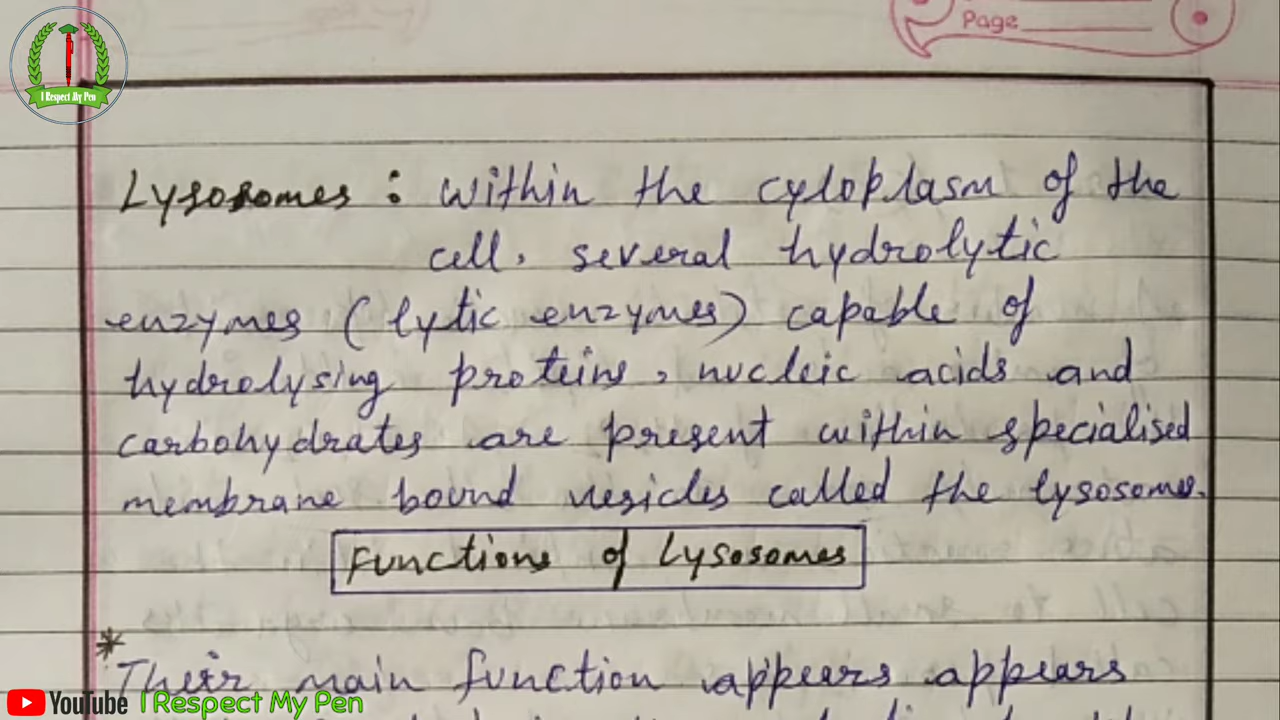 Page
I Respect My Pen
Lysosomes : Within the cytoplasm of the
cell, several hydrolytic
enzymes (lytic enzymes) capable of
hydrolysing proteins, nucleic acids and
carbohydrates are present within specialised
membrane bound vesicles called the lysosome.
Functions of Lysosomes
* Their main function appears appears
YouTube I Respect My Pen